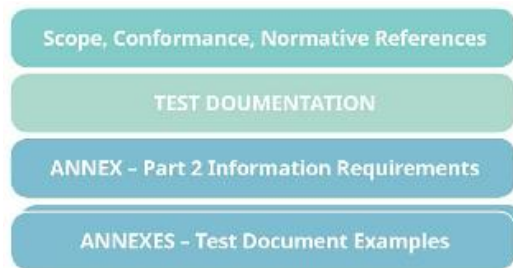 Scope, Conformance, Normative References
TEST DOUMENTATION
ANNEX – Part 2 Information Requirements
ANNEXES – Test Document Examples